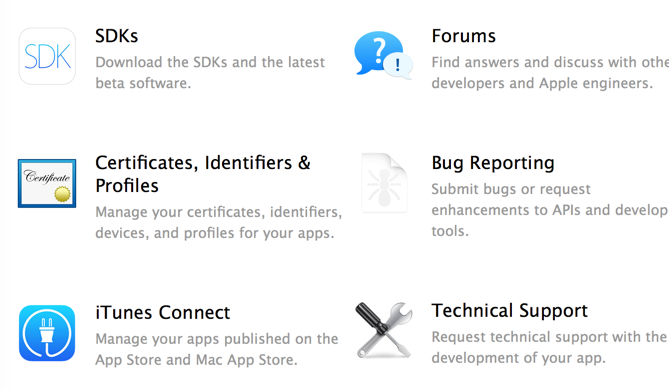 SDK
SDKs
Download the SDKs and the latest
beta software.
?
!
Forums
Find answers and discuss with othe
developers and Apple engineers.
Certificate
Certificates, Identifiers &
Profiles
Manage your certificates, identifiers,
devices, and profiles for your apps.
Bug Reporting
Submit bugs or request
enhancements to APIs and develop
tools.
iTunes Connect
Manage your apps published on the
App Store and Mac App Store.
Technical Support
Request technical support with the
development of your app.